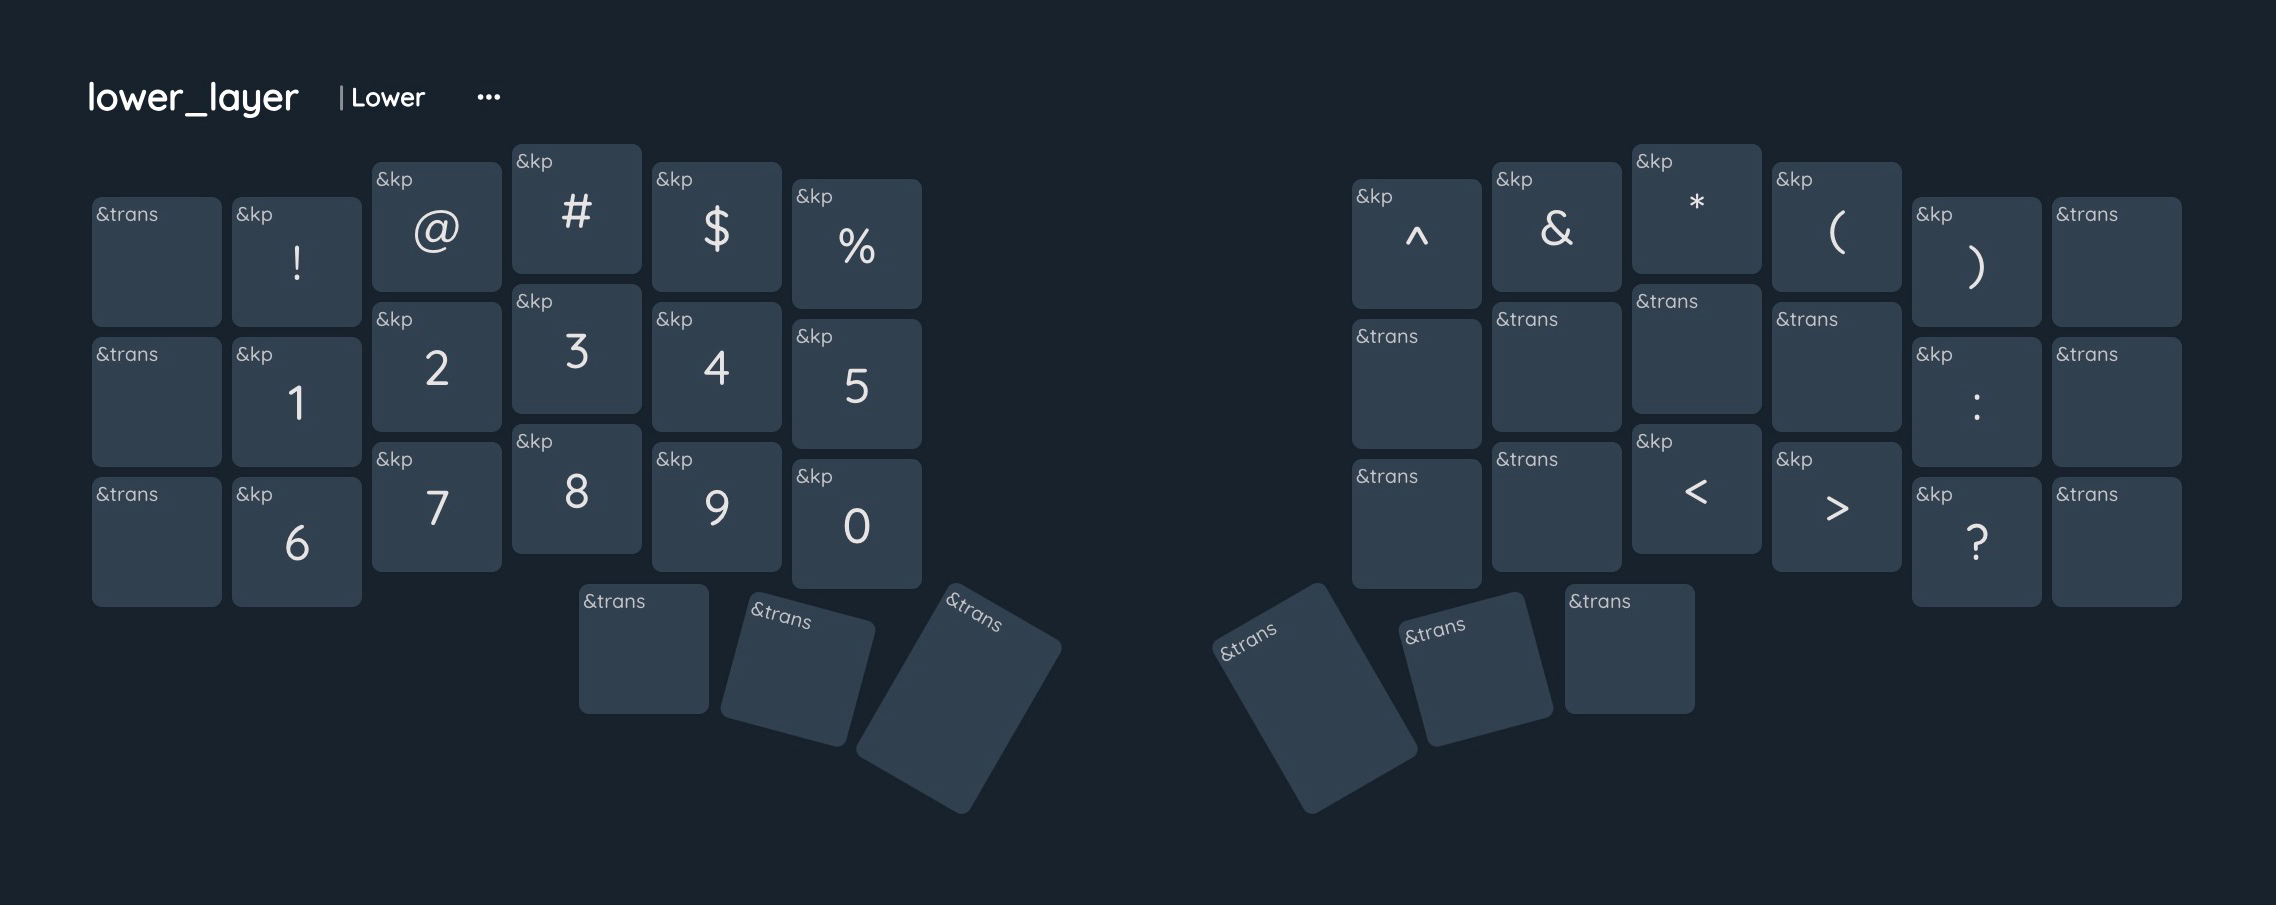 lower_layer | Lower ...
&trans &kp &kp &kp &kp &kp &kp &kp &kp &kp &kp &trans
! @ # $ % ^ & * ( )
&trans &kp &kp &kp &kp &kp &trans &trans &trans &trans &kp &trans
1 2 3 4 5 :
&trans &kp &kp &kp &kp &kp &trans &trans &kp &kp &kp &trans
6 7 8 9 0 < > ?
&trans &trans &trans &trans &trans &trans